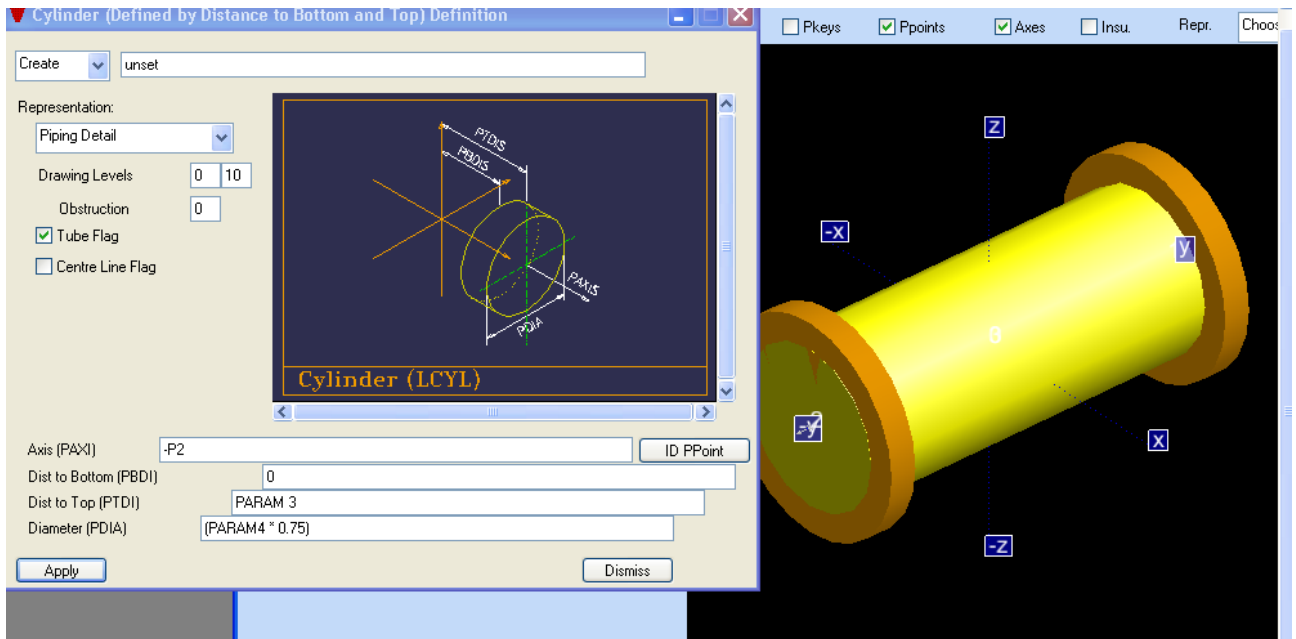 Cylinder (Defined by Distance to Bottom and Top) Definition
Pkeys Ppoints Axes Insu. Repr. Choos
Create unset
Representation:
Piping Detail
Drawing Levels 0 10
Obstruction 0
Tube Flag
Centre Line Flag
PTDIS
PBDIS
PAXIS
PDIA
Cylinder (LCYL)
Z
-X
y
0
-y
X
-Z
Axis (PAXI) -P2 ID PPoint
Dist to Bottom (PBDI) 0
Dist to Top (PTDI) PARAM 3
Diameter (PDIA) (PARAM4 * 0.75)
Apply Dismiss